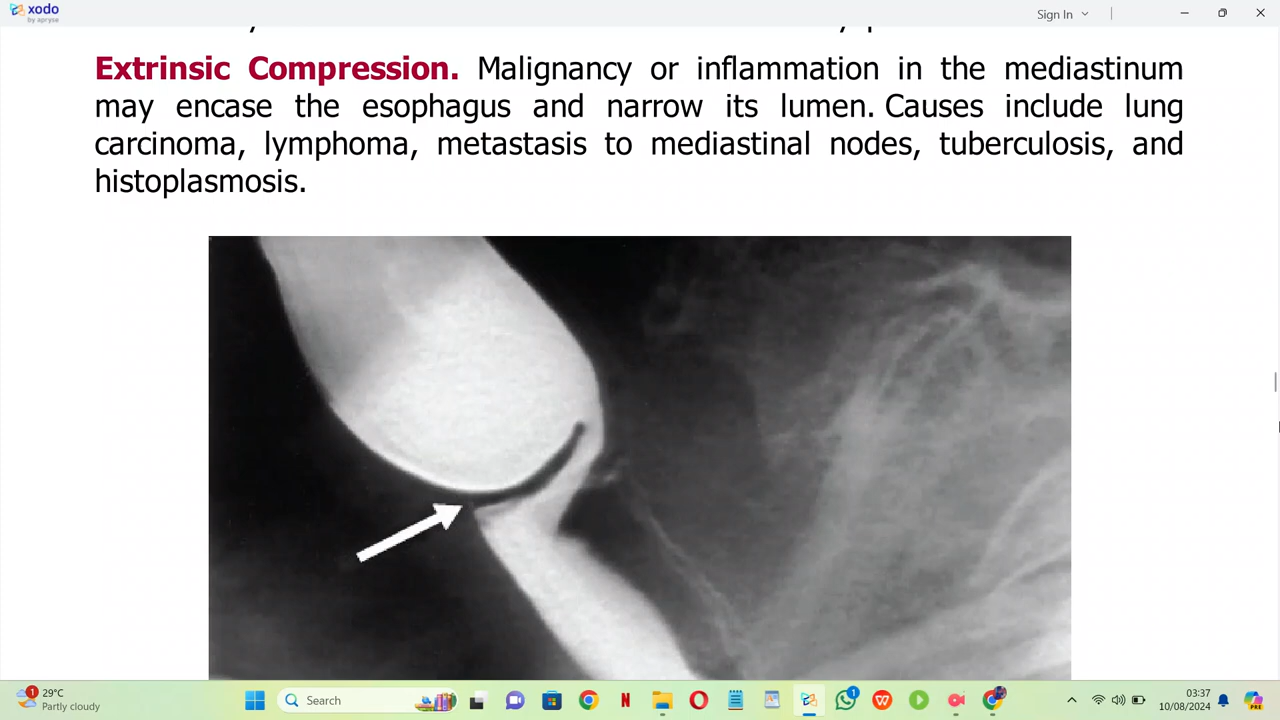 xodo
by apryse
Sign In
Extrinsic Compression. Malignancy or inflammation in the mediastinum
may encase the esophagus and narrow its lumen. Causes include lung
carcinoma, lymphoma, metastasis to mediastinal nodes, tuberculosis, and
histoplasmosis.
1
29°C
Partly cloudy
Search
1
03:37
10/08/2024